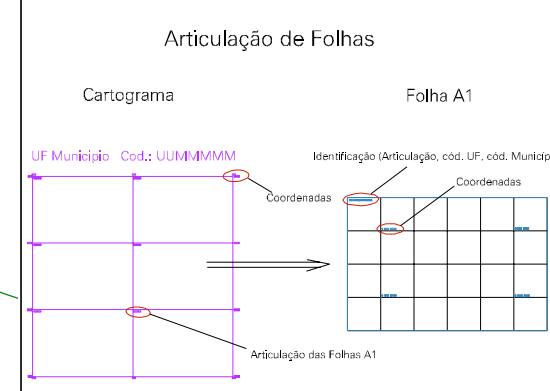 Articulação de Folhas
Cartograma
Folha A1
UF Municipio Cod.: UUMMMMM
Identificação (Articulação, cód. UF, cód. Municíp
Coordenadas
Coordenadas
Articulação das Folhas A1